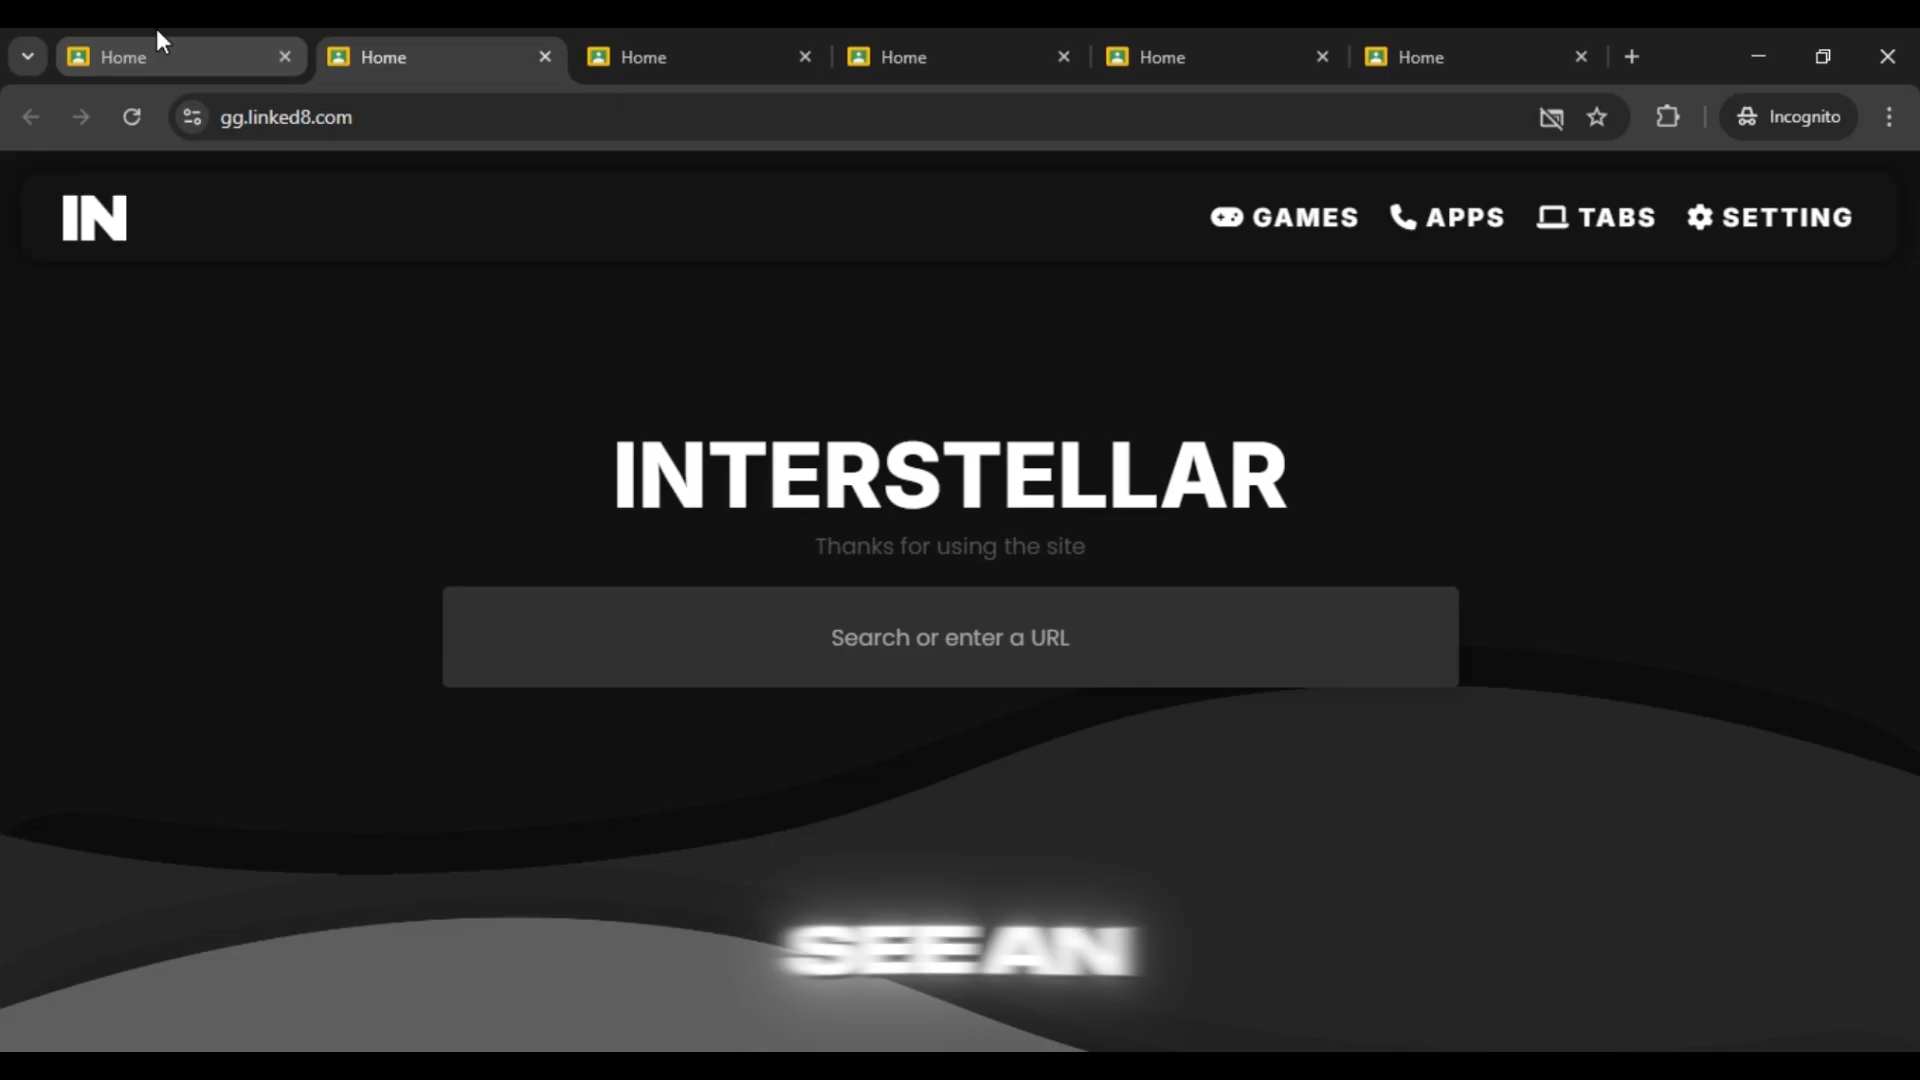 Home
Home
Home
Home
Home
Home
gg.linked8.com
Incognito
IN
GAMES
APPS
TABS
SETTING
INTERSTELLAR
Thanks for using the site
Search or enter a URL
SEE AN